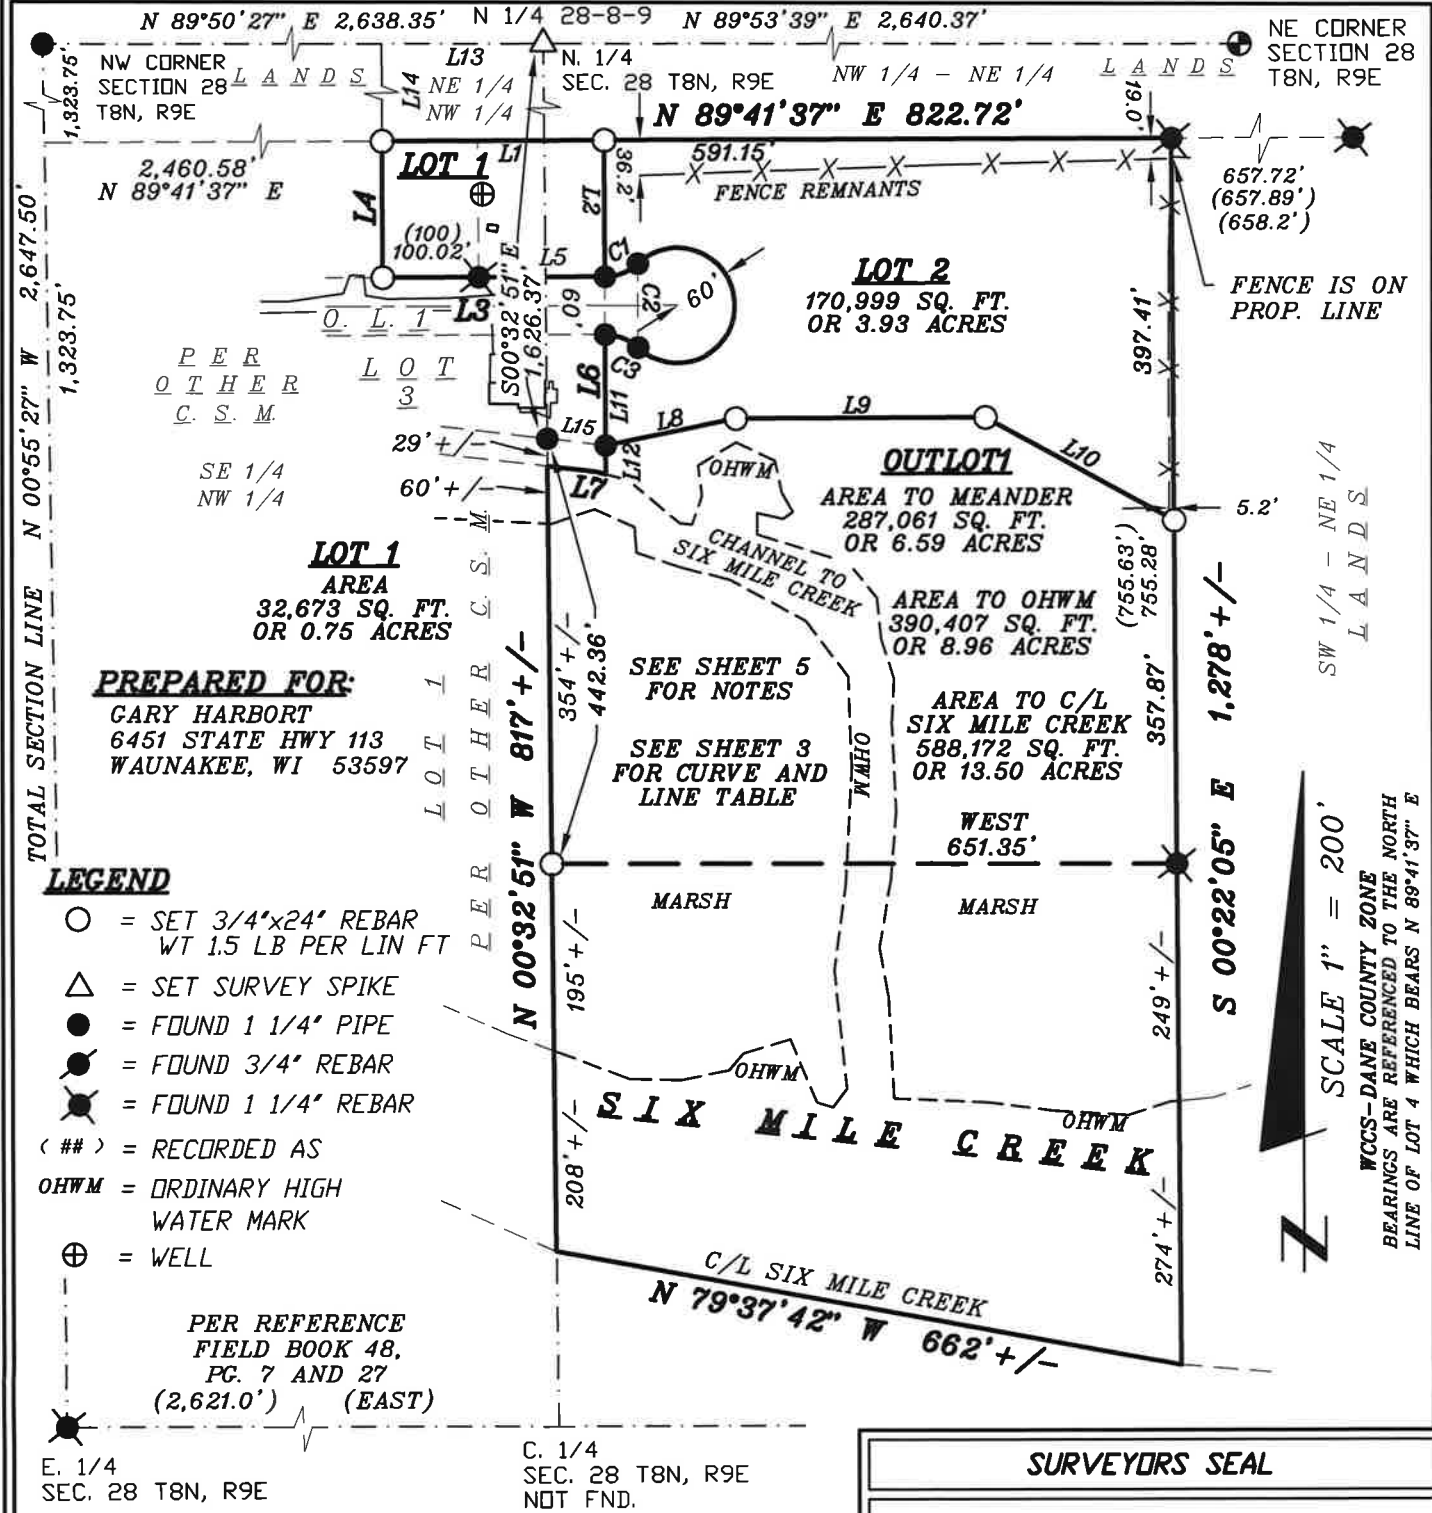 N 89°50'27" E 2,638.35'
N 1/4 28-8-9
N 89°53'39" E 2,640.37'
NE CORNER
SECTION 28
T8N, R9E
NW CORNER
SECTION 28
T8N, R9E
LANDS
L13
L14
NE 1/4
NW 1/4
N. 1/4
SEC. 28 T8N, R9E
NW 1/4 - NE 1/4
LANDS
1,323.75'
N 89°41'37" E 822.72'
19.0'
2,460.58'
N 89°41'37" E
LOT 1
L1
L2
L4
36.2'
591.15'
FENCE REMNANTS
657.72'
(657.89')
(658.2')
(100)
100.02'
L5
C1
C2
C3
60'
60'
L3
LOT 2
170,999 SQ. FT.
OR 3.93 ACRES
FENCE IS ON
PROP. LINE
397.41'
O. L. 1
S00°32'51" E
1,626.37'
PER
OTHER
C. S. M.
LOT
3
L6
L11
L15
L12
L8
L9
L10
29'+/-
60'+/-
L7
SE 1/4
NW 1/4
OHWM
OUTLOT1
AREA TO MEANDER
287,061 SQ. FT.
OR 6.59 ACRES
5.2'
SW 1/4 - NE 1/4
LANDS
CHANNEL TO
SIX MILE CREEK
LOT 1
AREA
32,673 SQ. FT.
OR 0.75 ACRES
AREA TO OHWM
390,407 SQ. FT.
OR 8.96 ACRES
(755.63')
755.28'
TOTAL SECTION LINE N 00°55'27" W 2,647.50'
1,323.75'
PREPARED FOR:
GARY HARBORT
6451 STATE HWY 113
WAUNAKEE, WI 53597
LOT 1
PER OTHER C. S. M.
N 00°32'51" W 817'+/-
354'+/-
442.36'
SEE SHEET 5
FOR NOTES
SEE SHEET 3
FOR CURVE AND
LINE TABLE
OHWM
AREA TO C/L
SIX MILE CREEK
588,172 SQ. FT.
OR 13.50 ACRES
357.87'
S 00°22'05" E 1,278'+/-
WEST
651.35'
MARSH
MARSH
195'+/-
249'+/-
LEGEND
= SET 3/4"x24" REBAR
WT 1.5 LB PER LIN FT
= SET SURVEY SPIKE
= FOUND 1 1/4" PIPE
= FOUND 3/4" REBAR
= FOUND 1 1/4" REBAR
( ## ) = RECORDED AS
OHWM = ORDINARY HIGH
WATER MARK
= WELL
OHWM
OHWM
SIX MILE CREEK
208'+/-
274'+/-
C/L SIX MILE CREEK
N 79°37'42" W 662'+/-
SCALE 1" = 200'
WCCS-DANE COUNTY ZONE
BEARINGS ARE REFERENCED TO THE NORTH
LINE OF LOT 4 WHICH BEARS N 89°41'37" E
N
PER REFERENCE
FIELD BOOK 48,
PG. 7 AND 27
(2,621.0') (EAST)
E. 1/4
SEC. 28 T8N, R9E
C. 1/4
SEC. 28 T8N, R9E
NOT FND.
SURVEYORS SEAL